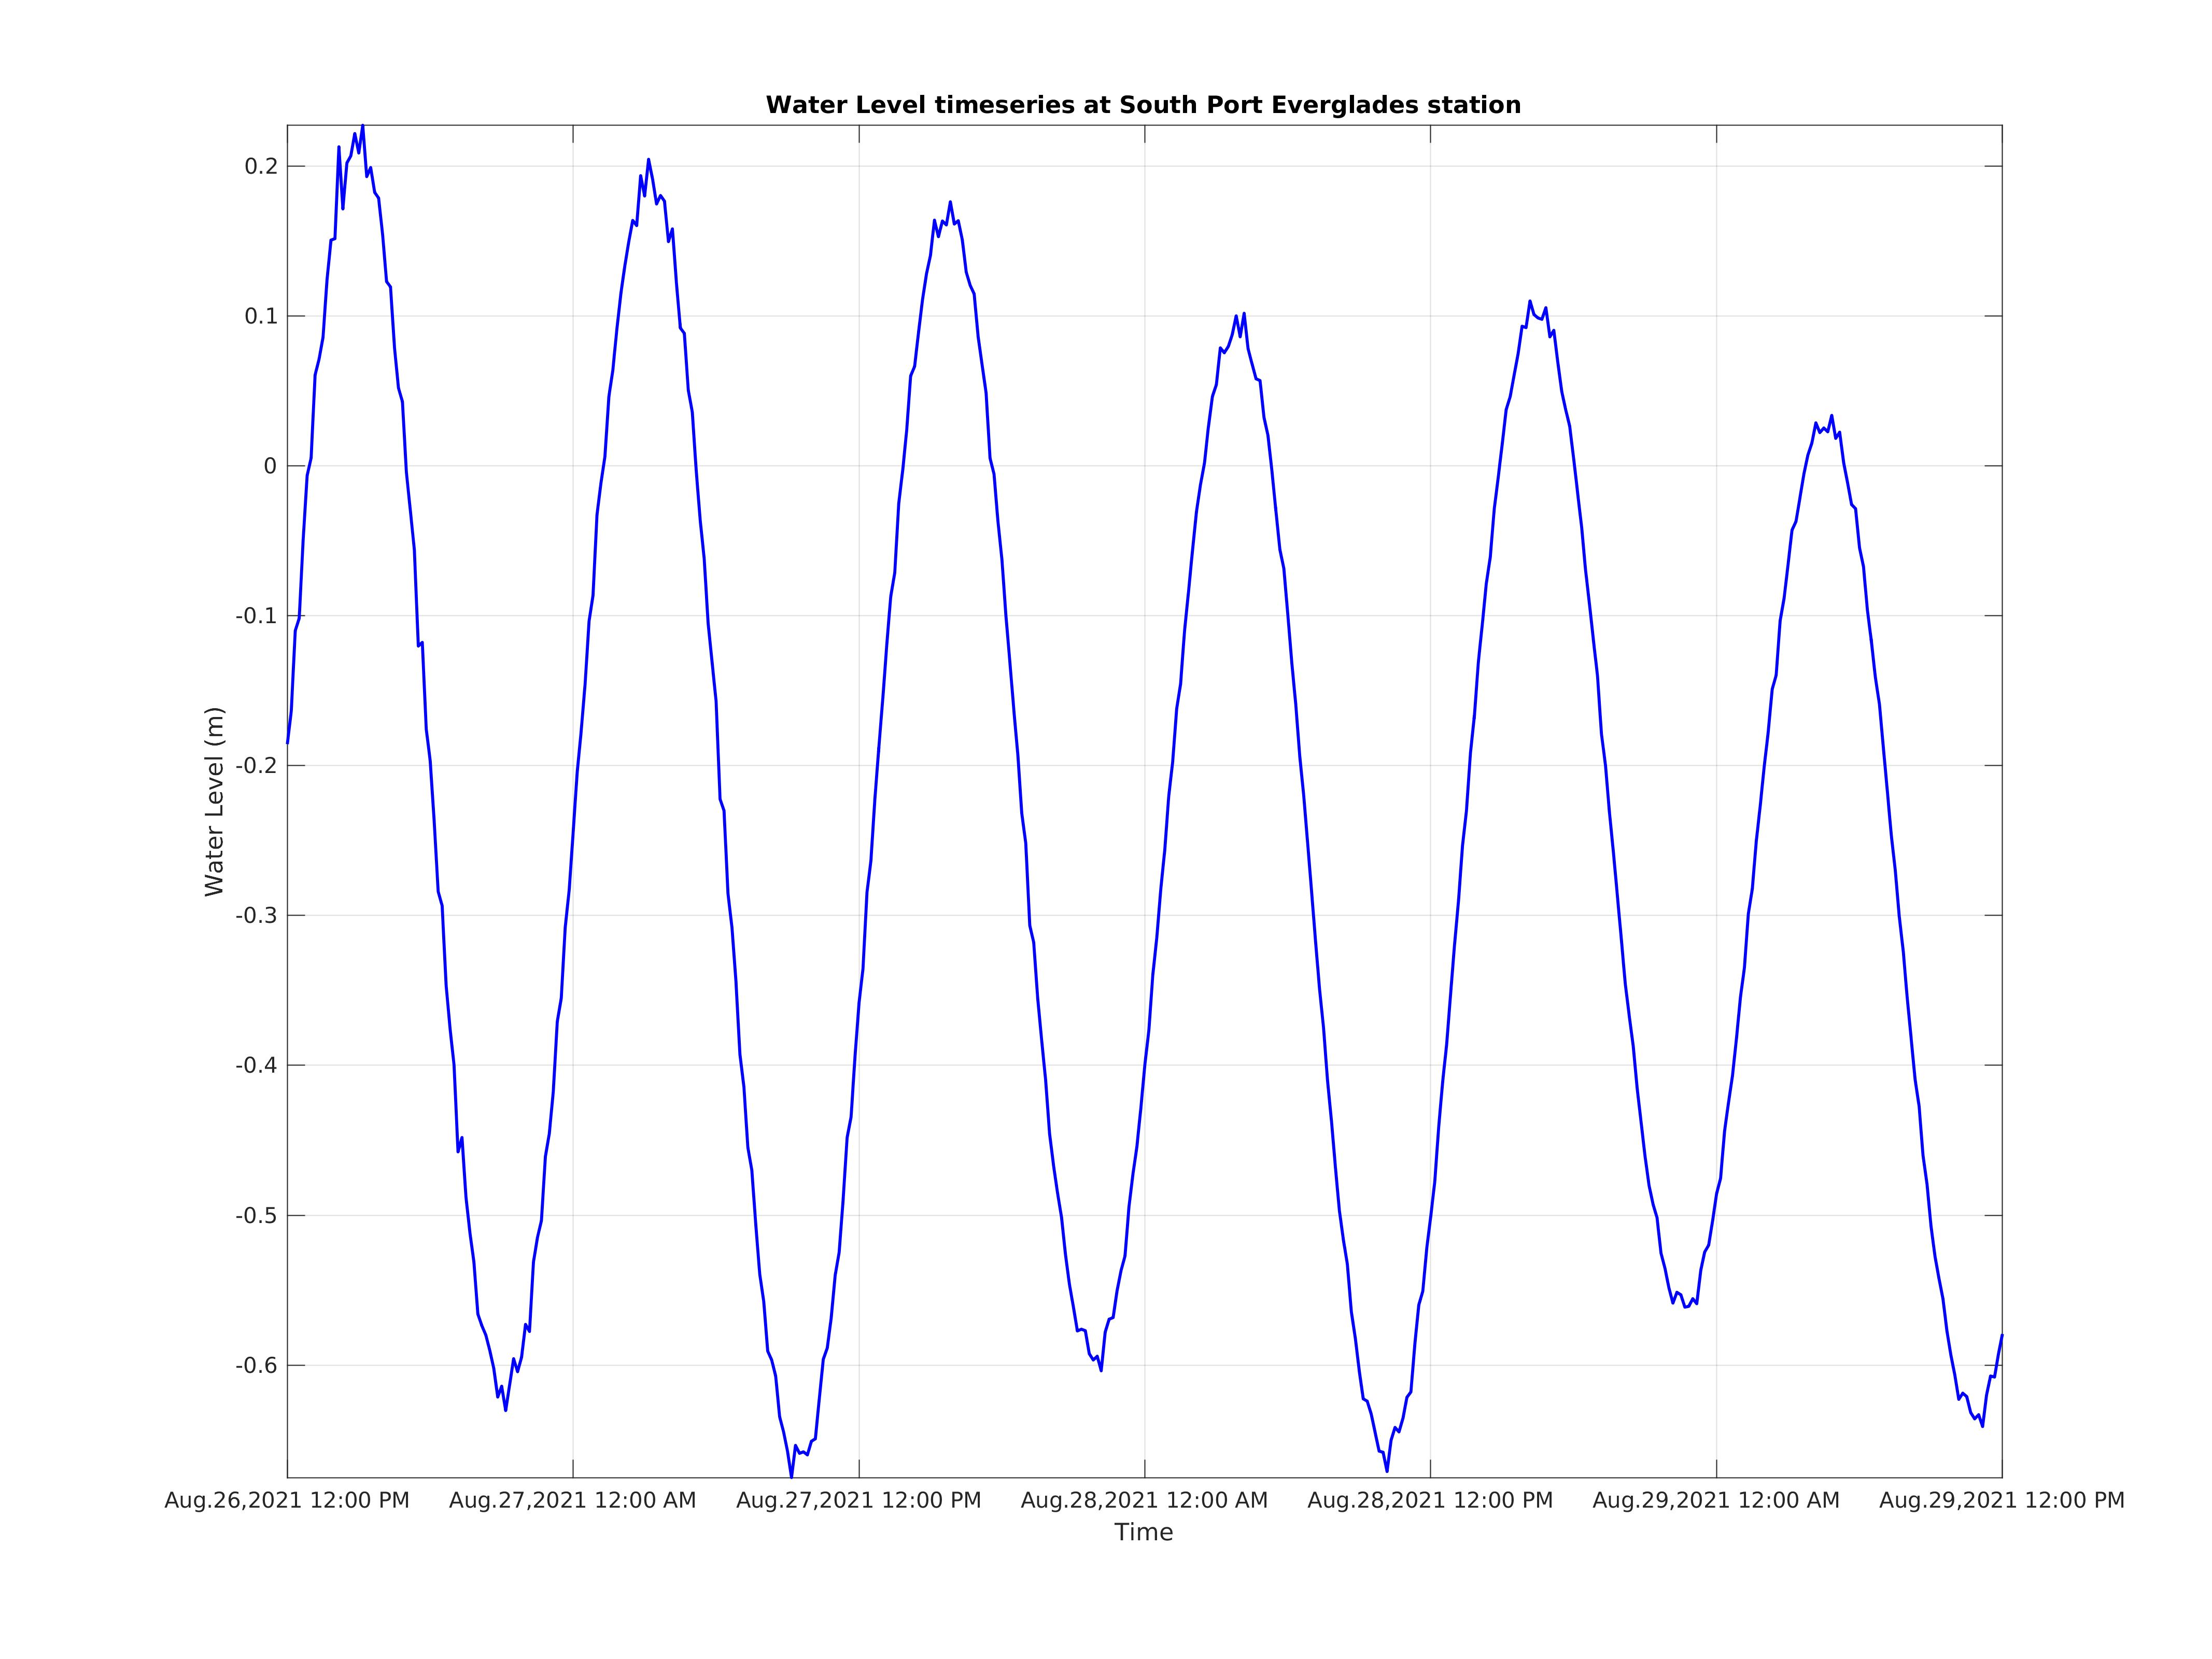 Water Level timeseries at South Port Everglades station
0.2
0.1
0
-0.1
-0.2
-0.3
-0.4
-0.5
-0.6
Water Level (m)
Aug.26,2021 12:00 PM
Aug.27,2021 12:00 AM
Aug.27,2021 12:00 PM
Aug.28,2021 12:00 AM
Aug.28,2021 12:00 PM
Aug.29,2021 12:00 AM
Aug.29,2021 12:00 PM
Time